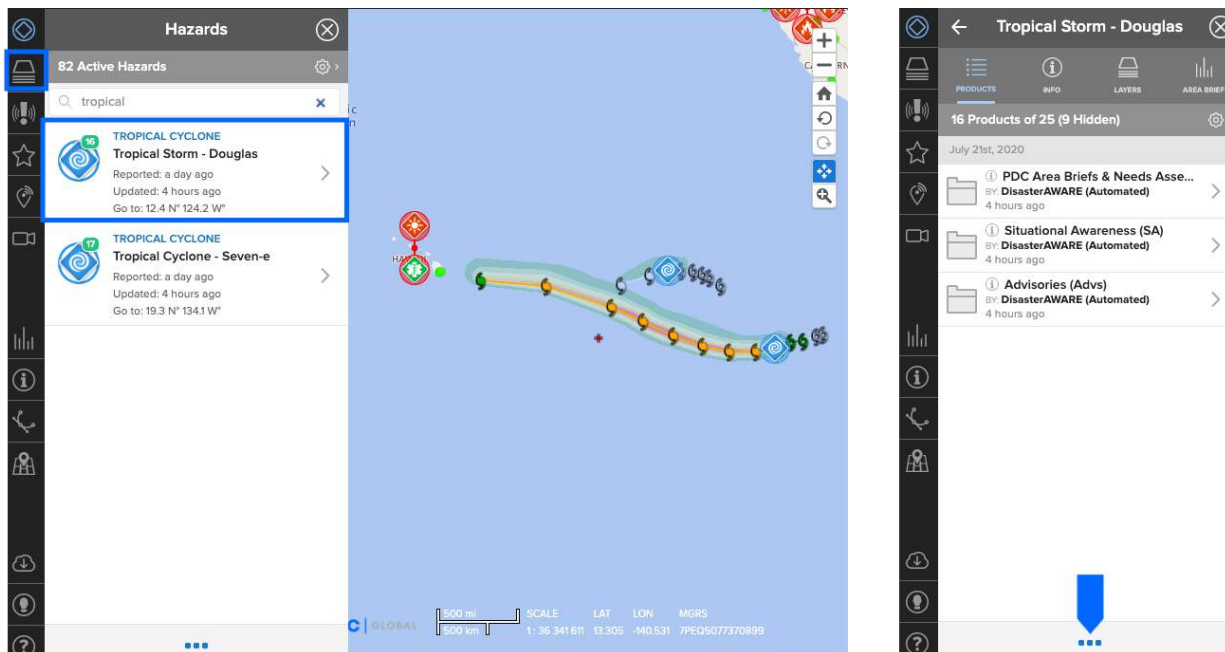 Hazards
82 Active Hazards
tropical
16
TROPICAL CYCLONE
Tropical Storm - Douglas
Reported: a day ago
Updated: 4 hours ago
Go to: 12.4 N° 124.2 W°
17
TROPICAL CYCLONE
Tropical Cyclone - Seven-e
Reported: a day ago
Updated: 4 hours ago
Go to: 19.3 N° 134.1 W°
C | GLOBAL
500 mi
500 km
SCALE LAT LON MGRS
1: 36 341 611 13.305 -140.531 7PEQ5077370899
Tropical Storm - Douglas
PRODUCTS INFO LAYERS AREA BRIEF
16 Products of 25 (9 Hidden)
July 21st, 2020
PDC Area Briefs & Needs Asse...
BY: DisasterAWARE (Automated)
4 hours ago
Situational Awareness (SA)
BY: DisasterAWARE (Automated)
4 hours ago
Advisories (Advs)
BY: DisasterAWARE (Automated)
4 hours ago